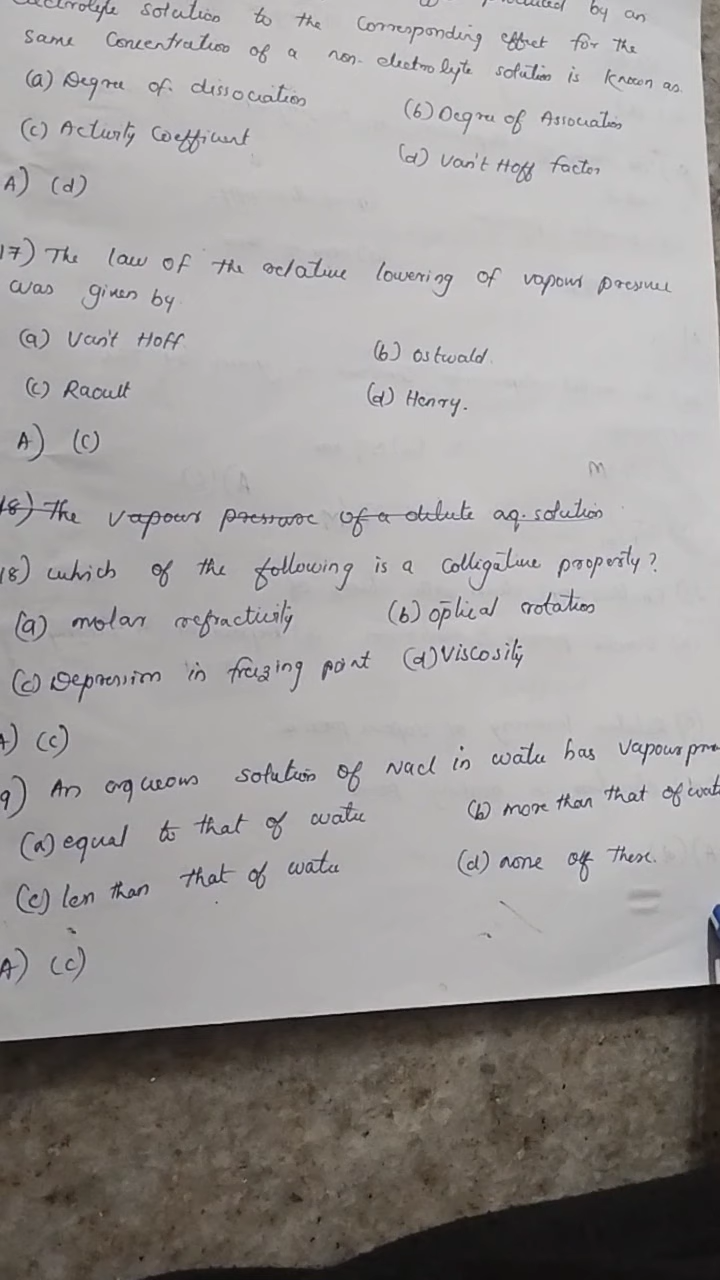 by an
electrolyte solution to the corresponding effect for the
same concentration of a non-electrolyte solution is known as
(a) Degree of dissociation
(b) Degree of Association
(c) Activity Coefficient
(d) Van't Hoff factor
A) (d)
17) The law of the relative lowering of vapour pressure
was given by
(a) Van't Hoff
(b) ostwald.
(c) Raoult
(d) Henry.
A) (C)
m
18) The vapour pressure of a dilute aq. solution
18) which of the following is a colligative property?
(a) molar refractivity
(b) optical rotation
(c) Depression in freezing point
(d) Viscosity
A) (c)
9) An aqueous solution of Nacl in water has vapour
(a) equal to that of water
(b) more than that of
(c) less than that of water
(d) none of these.
A) (c)